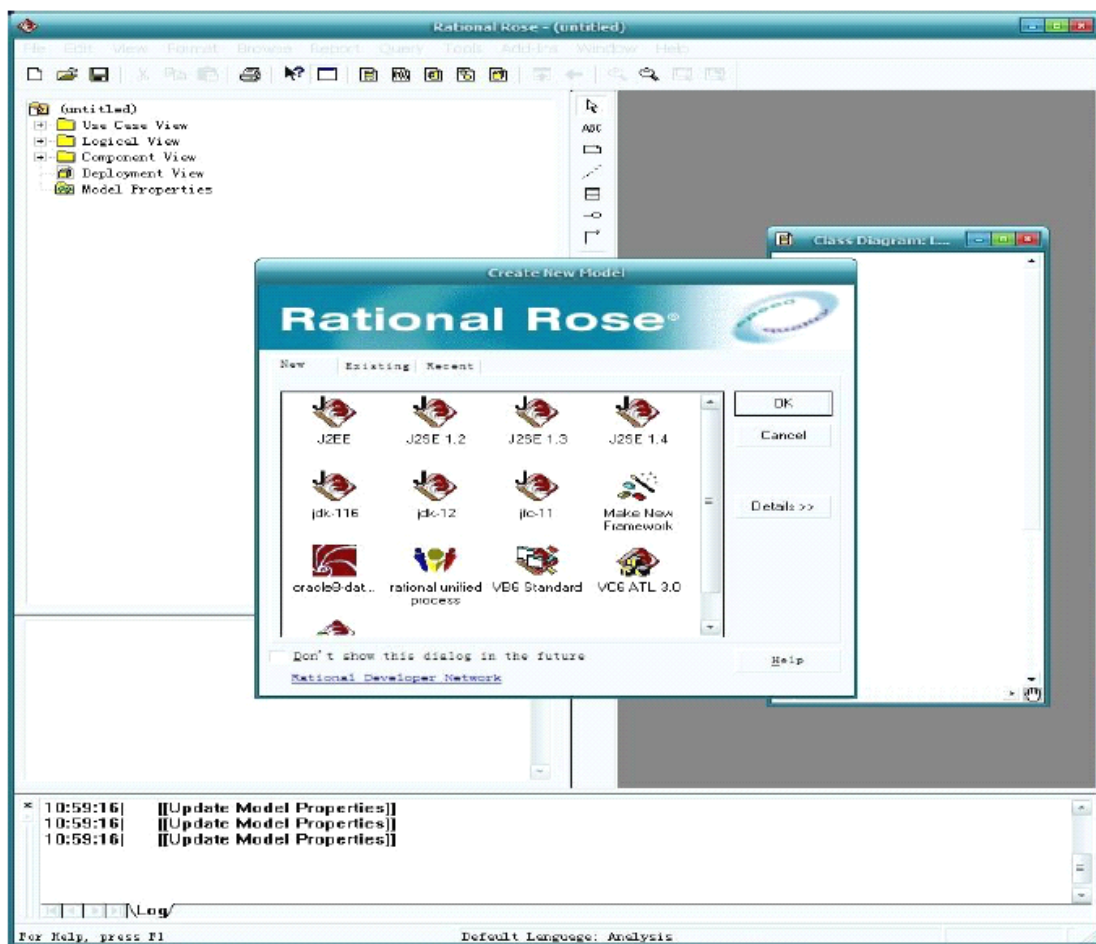 Rational Rose - (untitled)
File Edit View Format Browse Report Query Tools Add-Ins Window Help
(untitled)
Use Case View
Logical View
Component View
Deployment View
Model Properties
ABC
Class Diagram: L...
Create New Model
Rational Rose®
speed
quality
New Existing Recent
J2EE J2SE 1.2 J2SE 1.3 J2SE 1.4
OK
Cancel
jdk-116 jdk-12 jfc-11 Make New
Framework
Details >>
oracle8-dat... rational unified VB6 Standard VC6 ATL 3.0
process
Don't show this dialog in the future
Help
Rational Developer Network
10:59:16| [[Update Model Properties]]
10:59:16| [[Update Model Properties]]
10:59:16| [[Update Model Properties]]
Log
For Help, press F1 Default Language: Analysis